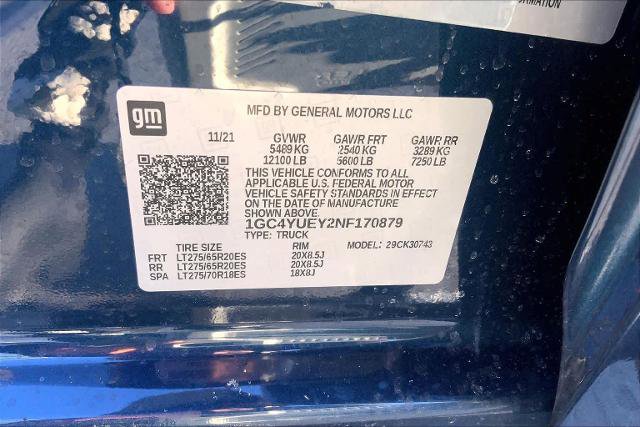 FORMATION
gm
MFD BY GENERAL MOTORS LLC
11/21 GVWR GAWR FRT GAWR RR
5489 KG 2540 KG 3289 KG
12100 LB 5600 LB 7250 LB
THIS VEHICLE CONFORMS TO ALL
APPLICABLE U.S. FEDERAL MOTOR
VEHICLE SAFETY STANDARDS IN EFFECT
ON THE DATE OF MANUFACTURE
SHOWN ABOVE.
1GC4YUEY2NF170879
TYPE: TRUCK
TIRE SIZE RIM MODEL: 29CK30743
FRT LT275/65R20ES 20X8.5J
RR LT275/65R20ES 20X8.5J
SPA LT275/70R18ES 18X8J